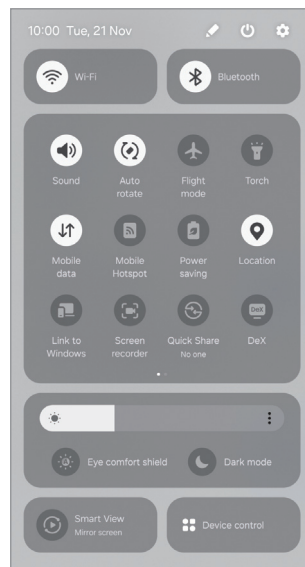 10:00 Tue, 21 Nov
Wi-Fi
Bluetooth
Sound
Auto
rotate
Flight
mode
Torch
Mobile
data
Mobile
Hotspot
Power
saving
Location
Link to
Windows
Screen
recorder
Quick Share
No one
DeX
DeX
Eye comfort shield
Dark mode
Smart View
Mirror screen
Device control